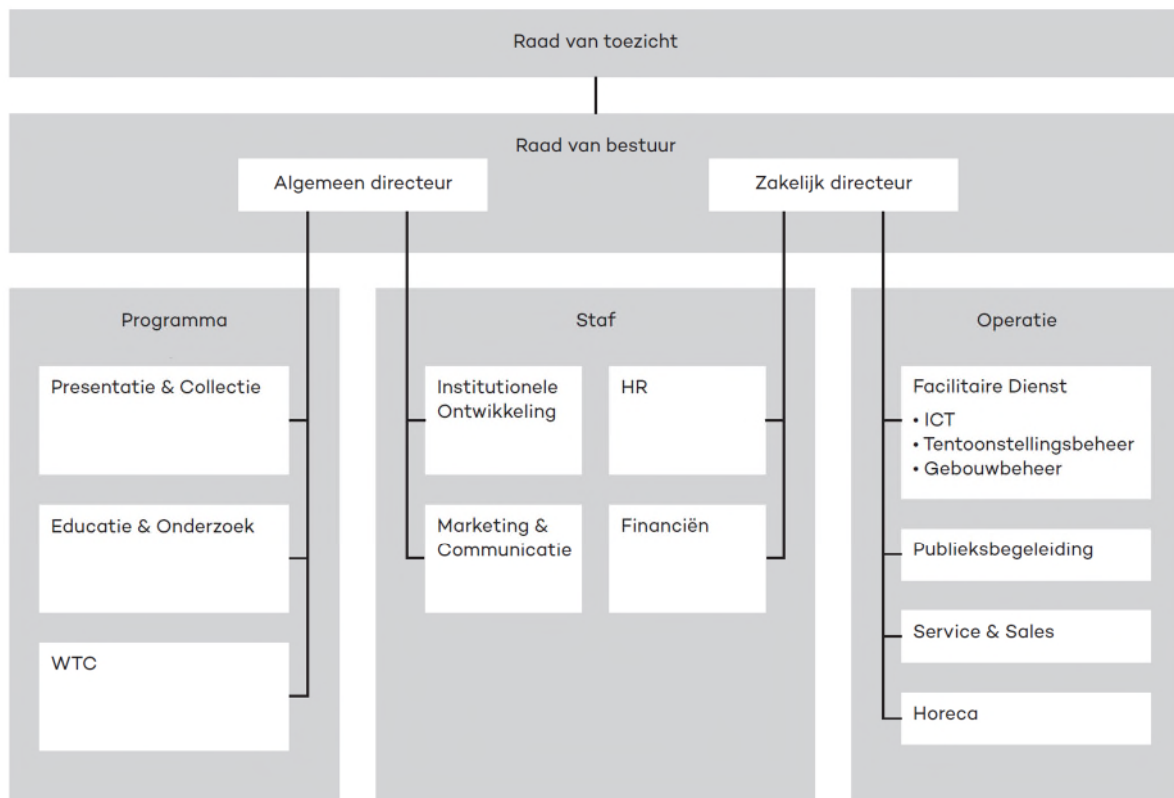 Raad van toezicht
Raad van bestuur
Algemeen directeur
Zakelijk directeur
Programma
Presentatie & Collectie
Educatie & Onderzoek
WTC
Staf
Institutionele
Ontwikkeling
HR
Marketing &
Communicatie
Financiën
Operatie
Facilitaire Dienst
• ICT
• Tentoonstellingsbeheer
• Gebouwbeheer
Publieksbegeleiding
Service & Sales
Horeca